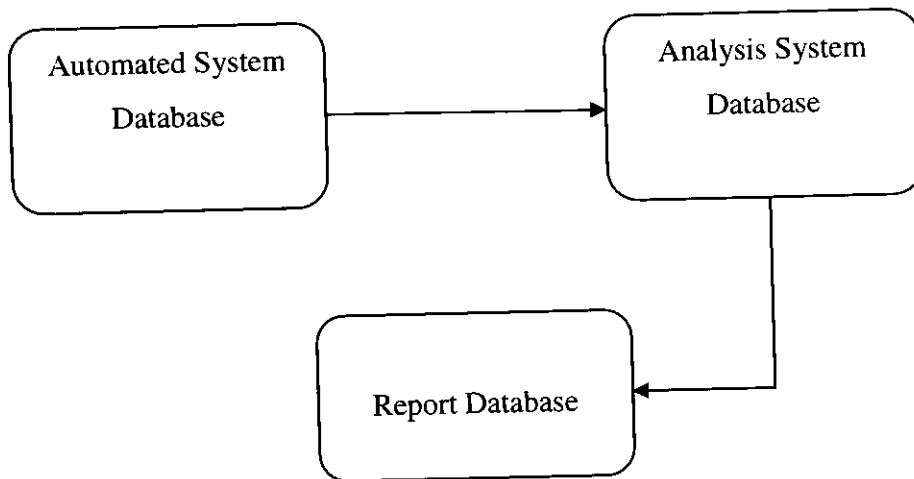 Automated System
Database
Analysis System
Database
Report Database